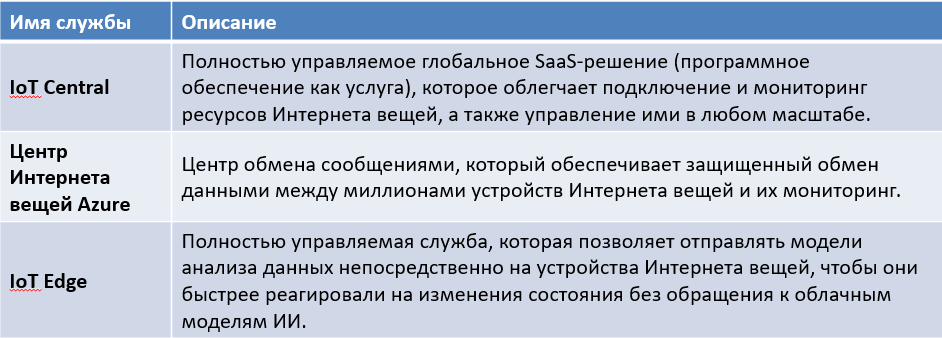 Имя службы
Описание
IoT Central
Полностью управляемое глобальное SaaS-решение (программное
обеспечение как услуга), которое облегчает подключение и мониторинг
ресурсов Интернета вещей, а также управление ими в любом масштабе.
Центр
Интернета
вещей Azure
Центр обмена сообщениями, который обеспечивает защищенный обмен
данными между миллионами устройств Интернета вещей и их мониторинг.
IoT Edge
Полностью управляемая служба, которая позволяет отправлять модели
анализа данных непосредственно на устройства Интернета вещей, чтобы они
быстрее реагировали на изменения состояния без обращения к облачным
моделям ИИ.